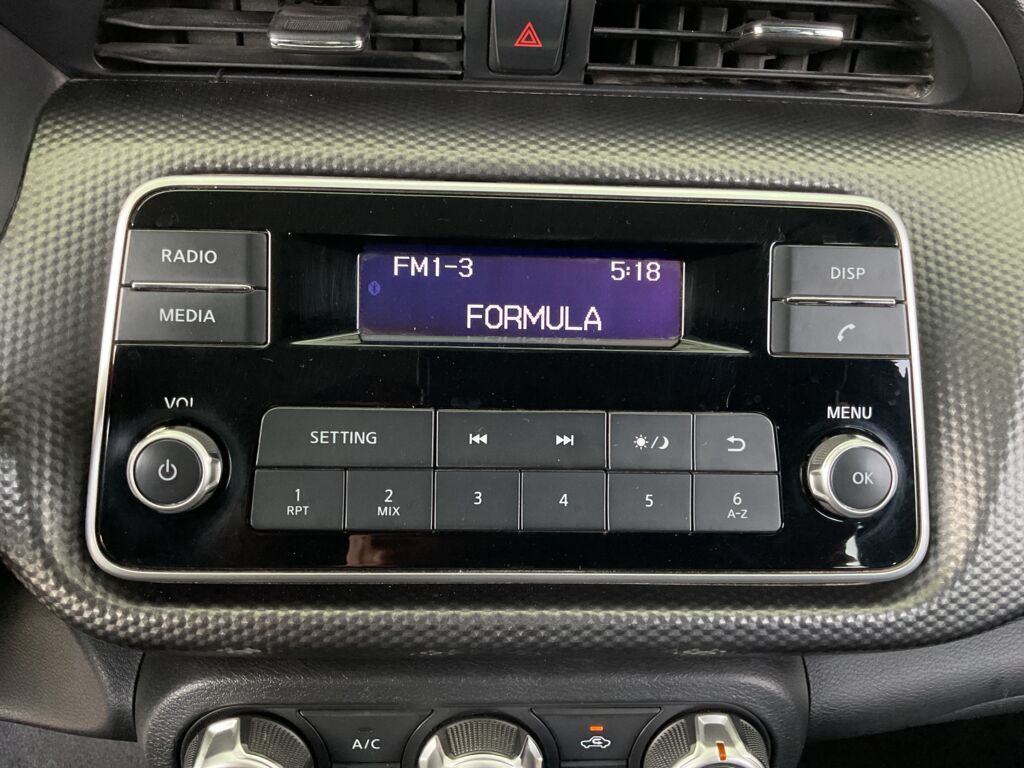 RADIO
MEDIA
FM1-3 5:18
FORMULA
DISP
VOL
MENU
SETTING
OK
1 2 3 4 5 6
RPT MIX A-Z
A/C